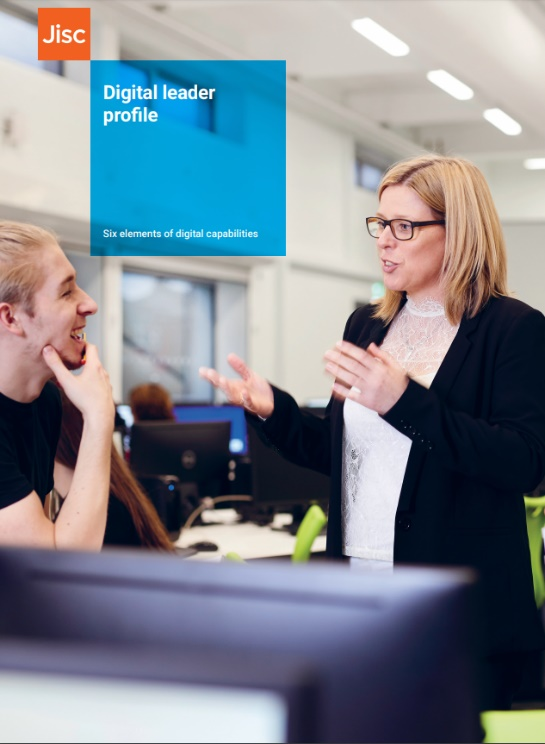 Jisc
Digital leader
profile
Six elements of digital capabilities